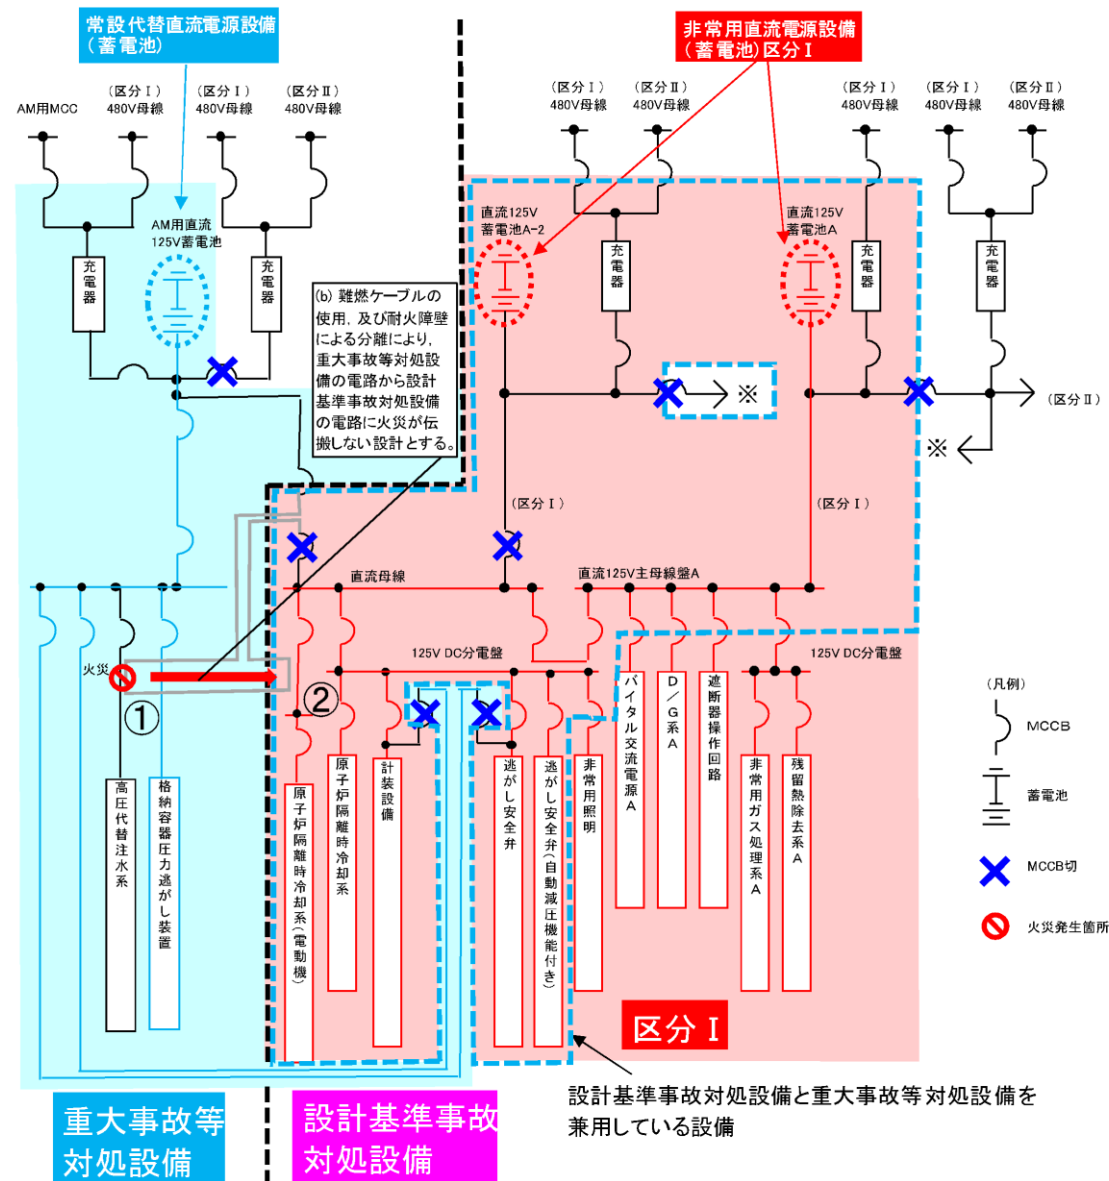 常設代替直流電源設備
(蓄電池)
非常用直流電源設備
(蓄電池)区分Ⅰ
AM用MCC
(区分Ⅰ)
480V母線
(区分Ⅰ)
480V母線
(区分Ⅱ)
480V母線
(区分Ⅰ)
480V母線
(区分Ⅱ)
480V母線
(区分Ⅰ)
480V母線
(区分Ⅰ)
480V母線
(区分Ⅱ)
480V母線
AM用直流
125V蓄電池
直流125V
蓄電池A-2
直流125V
蓄電池A
充電器
充電器
充電器
充電器
充電器
(b) 難燃ケーブルの
使用，及び耐火障壁
による分離により，
重大事故等対処設
備の電路から設計
基準事故対処設備
の電路に火災が伝
搬しない設計とする。
※
(区分Ⅱ)
※
(区分Ⅰ)
(区分Ⅰ)
直流母線
直流125V主母線盤A
火災
①
②
125V DC分電盤
125V DC分電盤
高圧代替注水系
格納容器圧力逃がし装置
原子炉隔離時冷却系(電動機)
原子炉隔離時冷却系
計装設備
逃がし安全弁
逃がし安全弁(自動減圧機能付き)
非常用照明
バイタル交流電源A
D/G系A
遮断器操作回路
非常用ガス処理系A
残留熱除去系A
(凡例)
MCCB
蓄電池
MCCB切
火災発生箇所
区分Ⅰ
設計基準事故対処設備と重大事故等対処設備を
兼用している設備
重大事故等
対処設備
設計基準事故
対処設備